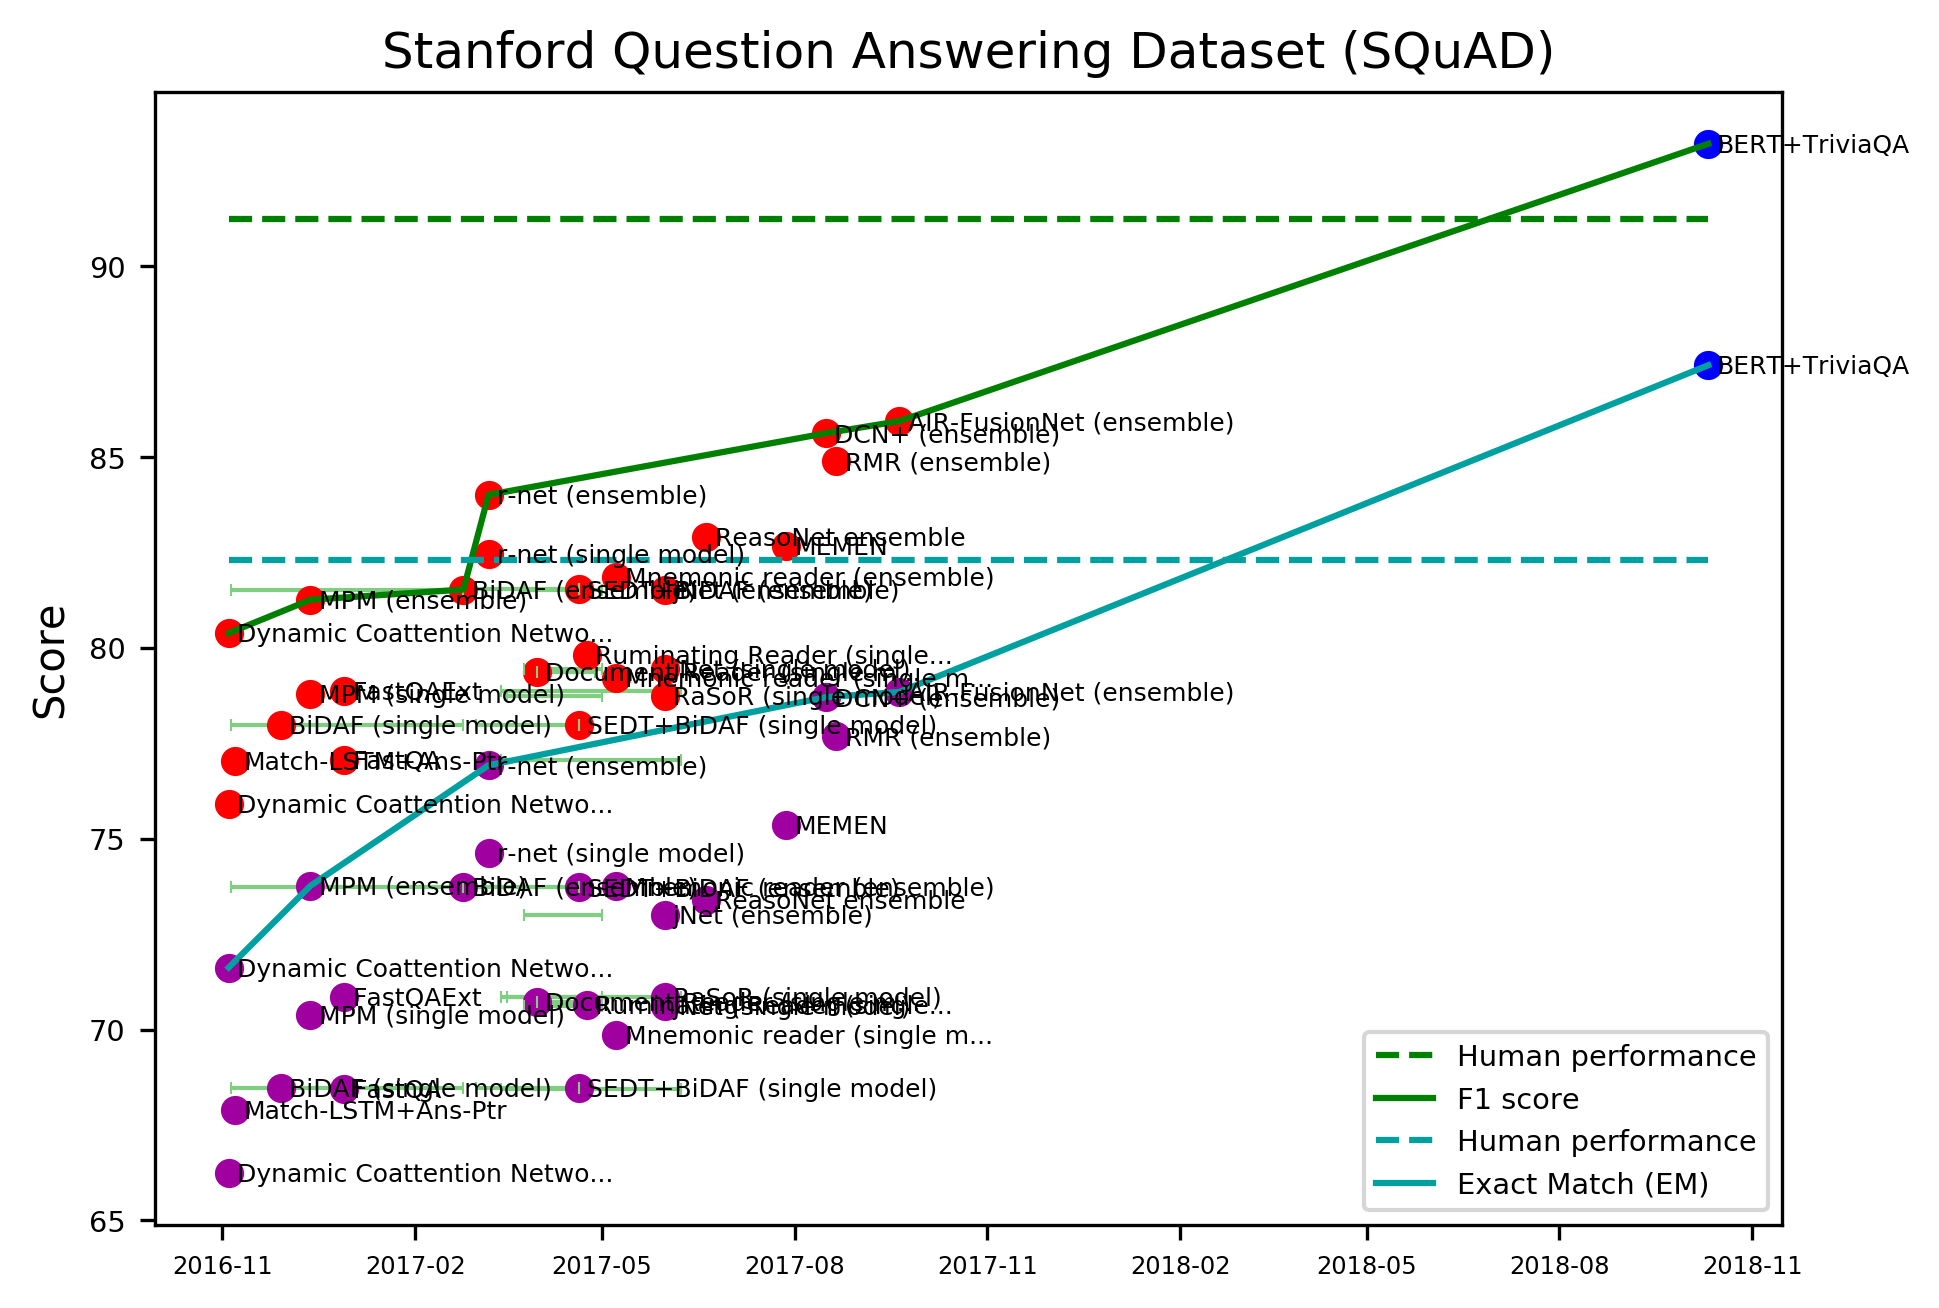 Stanford Question Answering Dataset (SQuAD)
BERT+TriviaQA
90
BERT+TriviaQA
AIR-FusionNet (ensemble)
DCN+ (ensemble)
85
RMR (ensemble)
r-net (ensemble)
ReasoNet ensemble
MEMEN
r-net (single model)
Mnemonic reader (ensemble)
BiDAF (ensemble)
SEDT+BiDAF (ensemble)
jNet (ensemble)
MPM (ensemble)
Score
80
Dynamic Coattention Netwo...
Ruminating Reader (single...
jNet (single model)
Document Reader (single m...
Mnemonic reader (single m...
FastQAExt
MPM (single model)
RaSoR (single model)
AIR-FusionNet (ensemble)
DCN+ (ensemble)
BiDAF (single model)
SEDT+BiDAF (single model)
RMR (ensemble)
Match-LSTM+Ans-Ptr
FastQA
r-net (ensemble)
Dynamic Coattention Netwo...
75
MEMEN
r-net (single model)
MPM (ensemble)
BiDAF (ensemble)
SEDT+BiDAF (ensemble)
Mnemonic reader (ensemble)
ReasoNet ensemble
jNet (ensemble)
Dynamic Coattention Netwo...
FastQAExt
RaSoR (single model)
Document Reader (single m...
Ruminating Reader (single...
jNet (single model)
MPM (single model)
70
Mnemonic reader (single m...
BiDAF (single model)
FastQA
SEDT+BiDAF (single model)
Match-LSTM+Ans-Ptr
Dynamic Coattention Netwo...
65
Human performance
F1 score
Human performance
Exact Match (EM)
2016-11
2017-02
2017-05
2017-08
2017-11
2018-02
2018-05
2018-08
2018-11